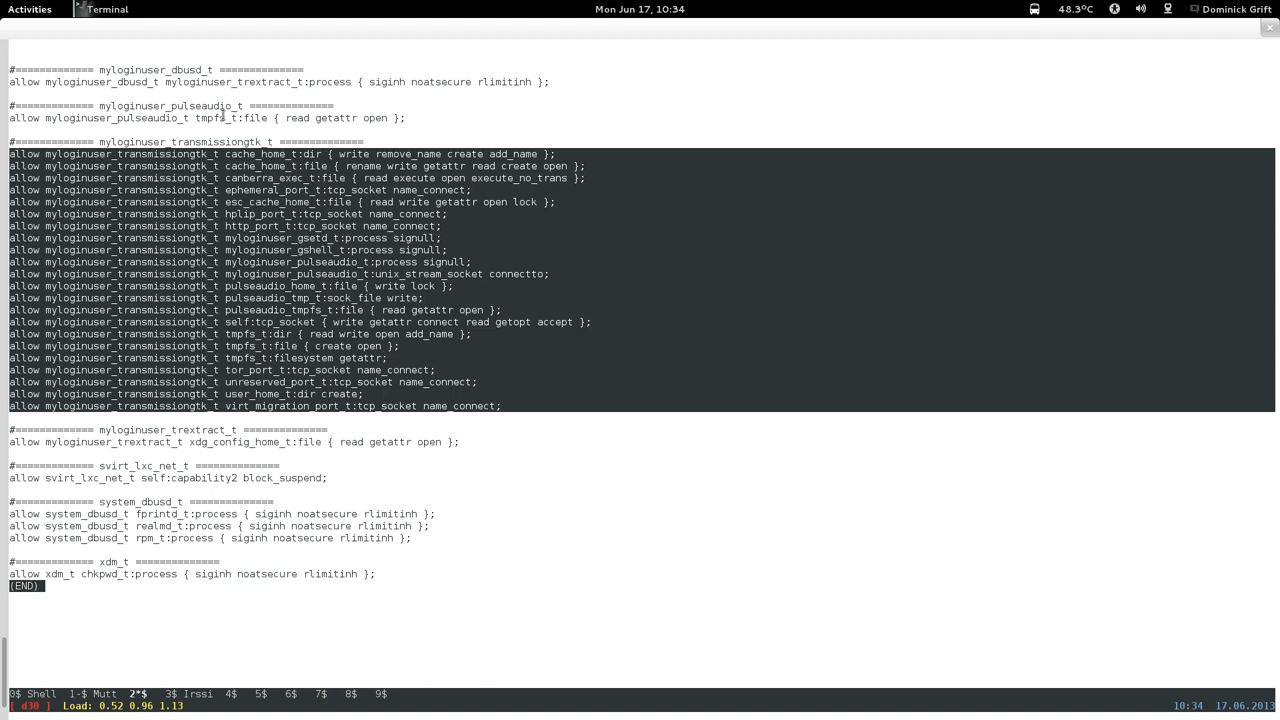 Activities Terminal Mon Jun 17, 10:34 48.3°C Dominick Grift
#============= myloginuser_dbusd_t ==============
allow myloginuser_dbusd_t myloginuser_trextract_t:process { siginh noatsecure rlimitinh };
#============= myloginuser_pulseaudio_t ==============
allow myloginuser_pulseaudio_t tmpfs_t:file { read getattr open };
#============= myloginuser_transmissiongtk_t ==============
allow myloginuser_transmissiongtk_t cache_home_t:dir { write remove_name create add_name };
allow myloginuser_transmissiongtk_t cache_home_t:file { rename write getattr read create open };
allow myloginuser_transmissiongtk_t canberra_exec_t:file { read execute open execute_no_trans };
allow myloginuser_transmissiongtk_t ephemeral_port_t:tcp_socket name_connect;
allow myloginuser_transmissiongtk_t esc_cache_home_t:file { read write getattr open lock };
allow myloginuser_transmissiongtk_t hplip_port_t:tcp_socket name_connect;
allow myloginuser_transmissiongtk_t http_port_t:tcp_socket name_connect;
allow myloginuser_transmissiongtk_t myloginuser_gsetd_t:process signull;
allow myloginuser_transmissiongtk_t myloginuser_gshell_t:process signull;
allow myloginuser_transmissiongtk_t myloginuser_pulseaudio_t:process signull;
allow myloginuser_transmissiongtk_t myloginuser_pulseaudio_t:unix_stream_socket connectto;
allow myloginuser_transmissiongtk_t pulseaudio_home_t:file { write lock };
allow myloginuser_transmissiongtk_t pulseaudio_tmp_t:sock_file write;
allow myloginuser_transmissiongtk_t pulseaudio_tmpfs_t:file { read getattr open };
allow myloginuser_transmissiongtk_t self:tcp_socket { write getattr connect read getopt accept };
allow myloginuser_transmissiongtk_t tmpfs_t:dir { read write open add_name };
allow myloginuser_transmissiongtk_t tmpfs_t:file { create open };
allow myloginuser_transmissiongtk_t tmpfs_t:filesystem getattr;
allow myloginuser_transmissiongtk_t tor_port_t:tcp_socket name_connect;
allow myloginuser_transmissiongtk_t unreserved_port_t:tcp_socket name_connect;
allow myloginuser_transmissiongtk_t user_home_t:dir create;
allow myloginuser_transmissiongtk_t virt_migration_port_t:tcp_socket name_connect;
#============= myloginuser_trextract_t ==============
allow myloginuser_trextract_t xdg_config_home_t:file { read getattr open };
#============= svirt_lxc_net_t ==============
allow svirt_lxc_net_t self:capability2 block_suspend;
#============= system_dbusd_t ==============
allow system_dbusd_t fprintd_t:process { siginh noatsecure rlimitinh };
allow system_dbusd_t realmd_t:process { siginh noatsecure rlimitinh };
allow system_dbusd_t rpm_t:process { siginh noatsecure rlimitinh };
#============= xdm_t ==============
allow xdm_t chkpwd_t:process { siginh noatsecure rlimitinh };
(END)
0$ Shell 1-$ Mutt 2*$ 3$ Irssi 4$ 5$ 6$ 7$ 8$ 9$
[ d30 ] Load: 0.52 0.96 1.13 10:34 17.06.2013